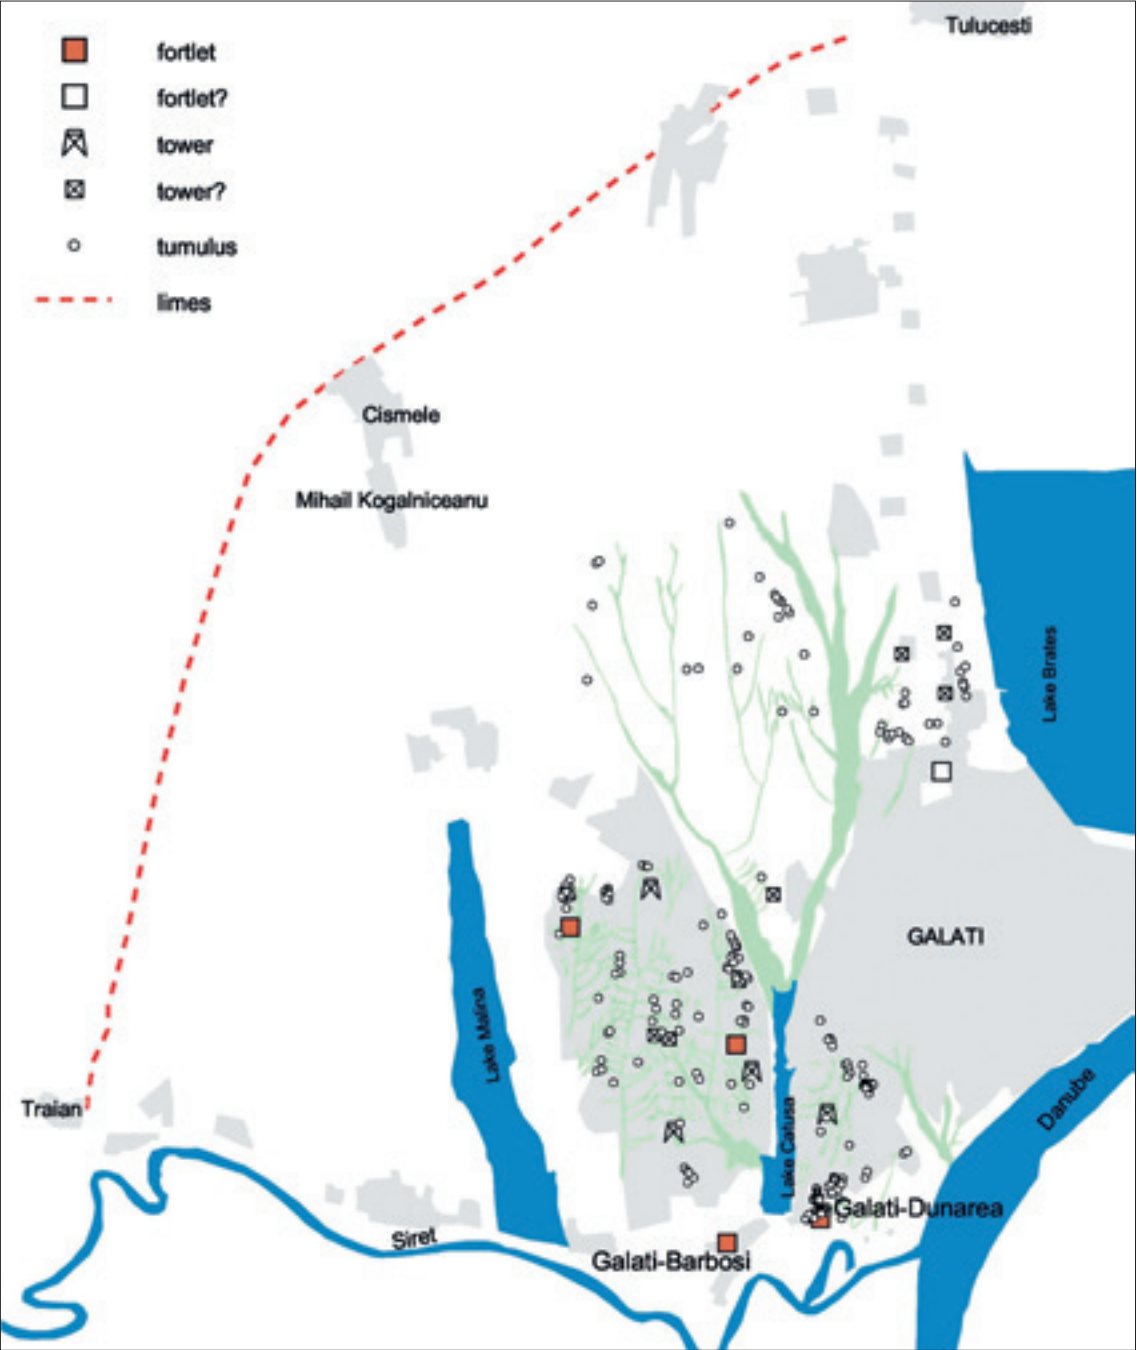 fortlet
fortlet?
tower
tower?
tumulus
limes
Tulucesti
Cismele
Mihail Kogalniceanu
Lake Brates
GALATI
Lake Malina
Danube
Traian
Lake Catusa
Galati-Dunarea
Siret
Galati-Barbosi